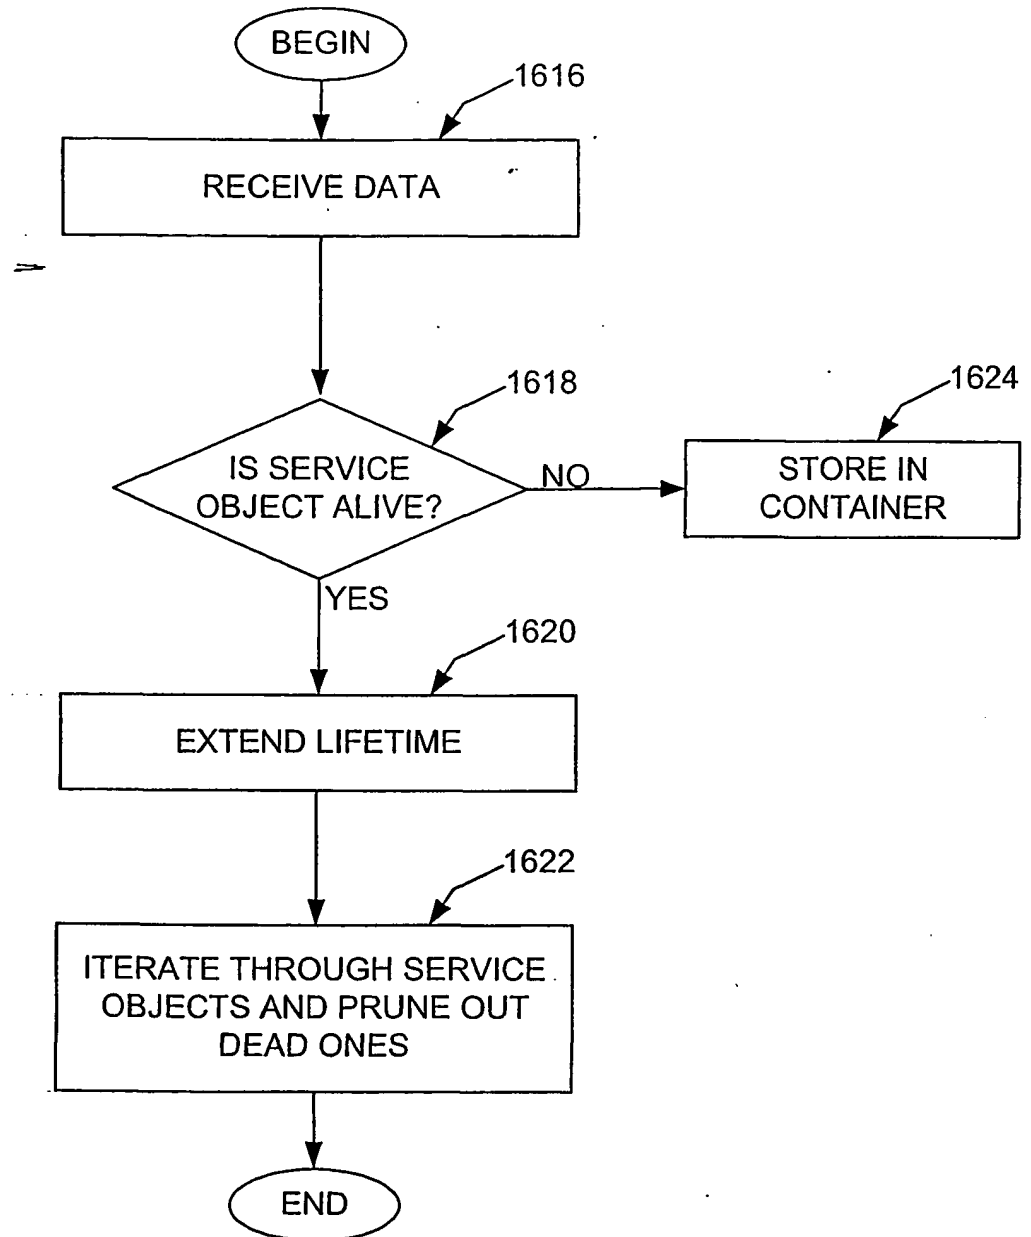 BEGIN
1616
RECEIVE DATA
1618
1624
IS SERVICE
OBJECT ALIVE?
NO
STORE IN
CONTAINER
YES
1620
EXTEND LIFETIME
1622
ITERATE THROUGH SERVICE
OBJECTS AND PRUNE OUT
DEAD ONES
END